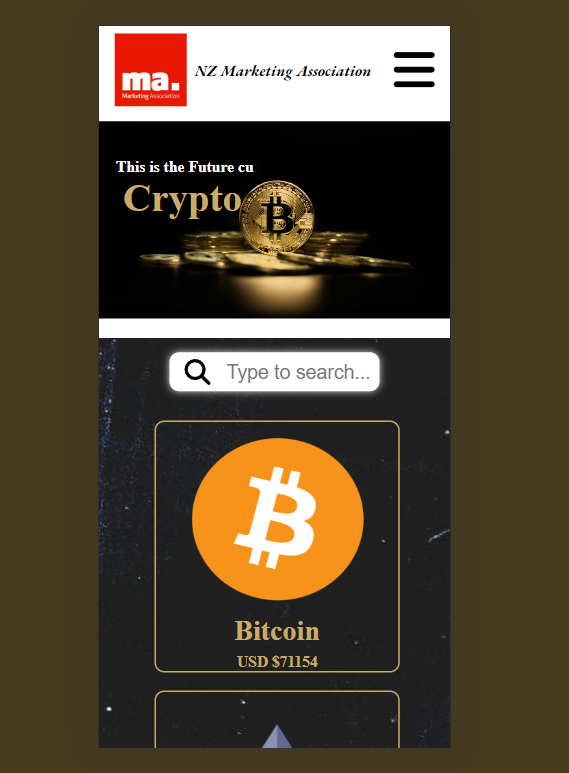 ma.
Marketing Association
NZ Marketing Association
This is the Future cu
Crypto
Type to search...
Bitcoin
USD $71154